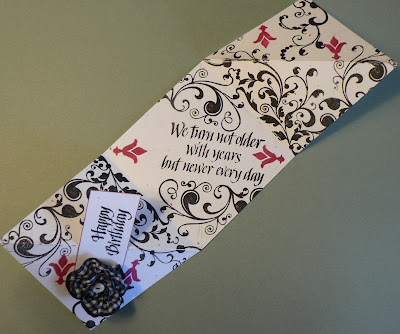 We turn not older
with years
but newer every day
Happy
Birthday